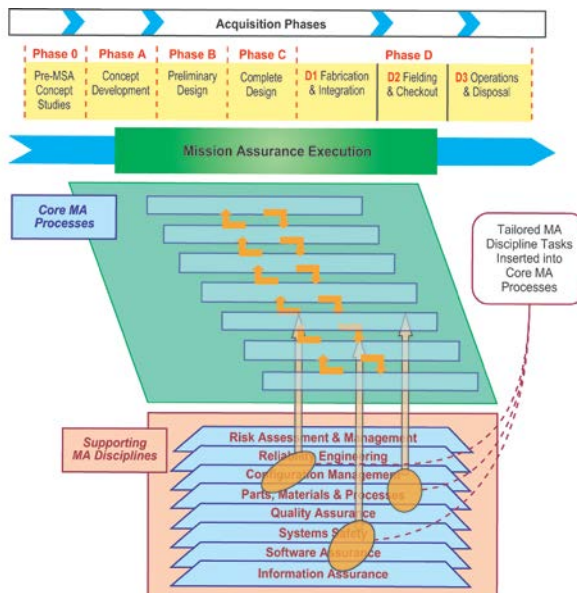 Acquisition Phases
Phase 0
Phase A
Phase B
Phase C
Phase D
Pre-MSA
Concept
Studies
Concept
Development
Preliminary
Design
Complete
Design
D1 Fabrication
& Integration
D2 Fielding
& Checkout
D3 Operations
& Disposal
Mission Assurance Execution
Core MA
Processes
Tailored MA
Discipline Tasks
Inserted into
Core MA
Processes
Supporting
MA Disciplines
Risk Assessment & Management
Reliability Engineering
Configuration Management
Parts, Materials & Processes
Quality Assurance
Systems Safety
Software Assurance
Information Assurance